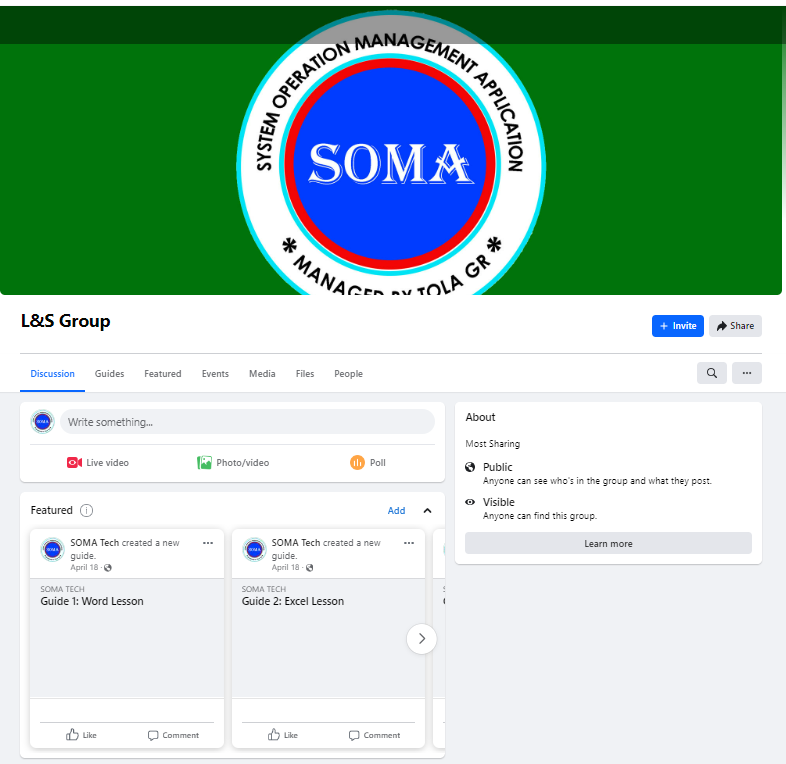 SYSTEM OPERATION MANAGEMENT APPLICATION
SOMA
* MANAGED BY TOLA GR *
L&S Group
+ Invite
Share
Discussion
Guides
Featured
Events
Media
Files
People
Write something...
Live video
Photo/video
Poll
Featured
Add
SOMA Tech created a new
guide.
April 18 ·
SOMA TECH
Guide 1: Word Lesson
Like
Comment
SOMA Tech created a new
guide.
April 18 ·
SOMA TECH
Guide 2: Excel Lesson
Like
Comment
About
Most Sharing
Public
Anyone can see who's in the group and what they post.
Visible
Anyone can find this group.
Learn more